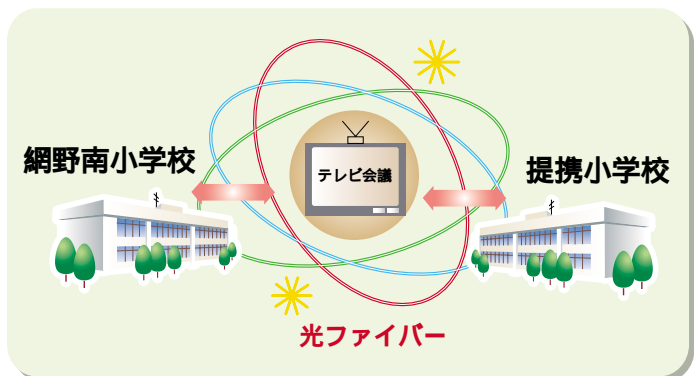 網野南小学校
テレビ会議
提携小学校
光ファイバー